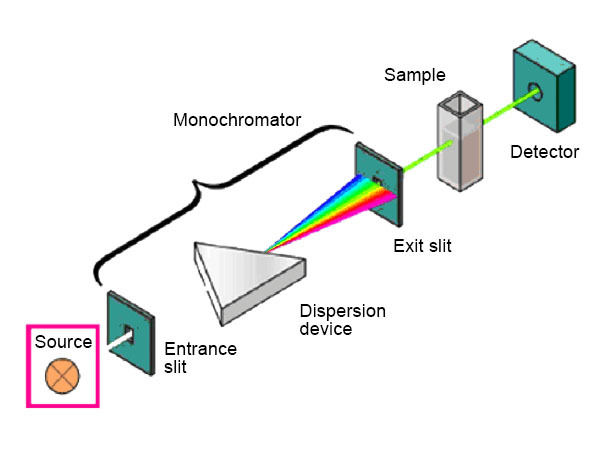 Sample
Monochromator
Detector
Exit slit
Dispersion
device
Source
Entrance
slit